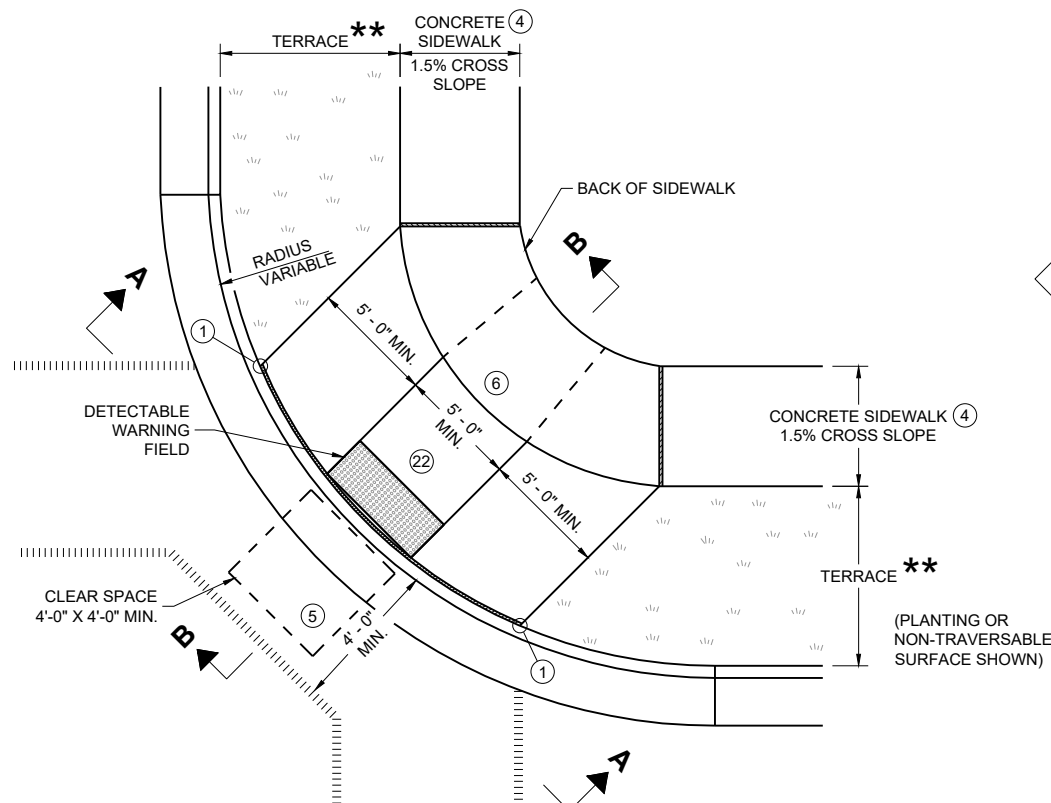 CONCRETE 4
SIDEWALK
1.5% CROSS
SLOPE
TERRACE **
BACK OF SIDEWALK
B
RADIUS
VARIABLE
A
1
5' - 0" MIN.
6
DETECTABLE
WARNING
FIELD
5' - 0"
MIN.
22
5' - 0" MIN.
CONCRETE SIDEWALK 4
1.5% CROSS SLOPE
CLEAR SPACE
4'-0" X 4'-0" MIN.
5
4' - 0"
MIN.
B
1
TERRACE **
(PLANTING OR
NON-TRAVERSABLE
SURFACE SHOWN)
A